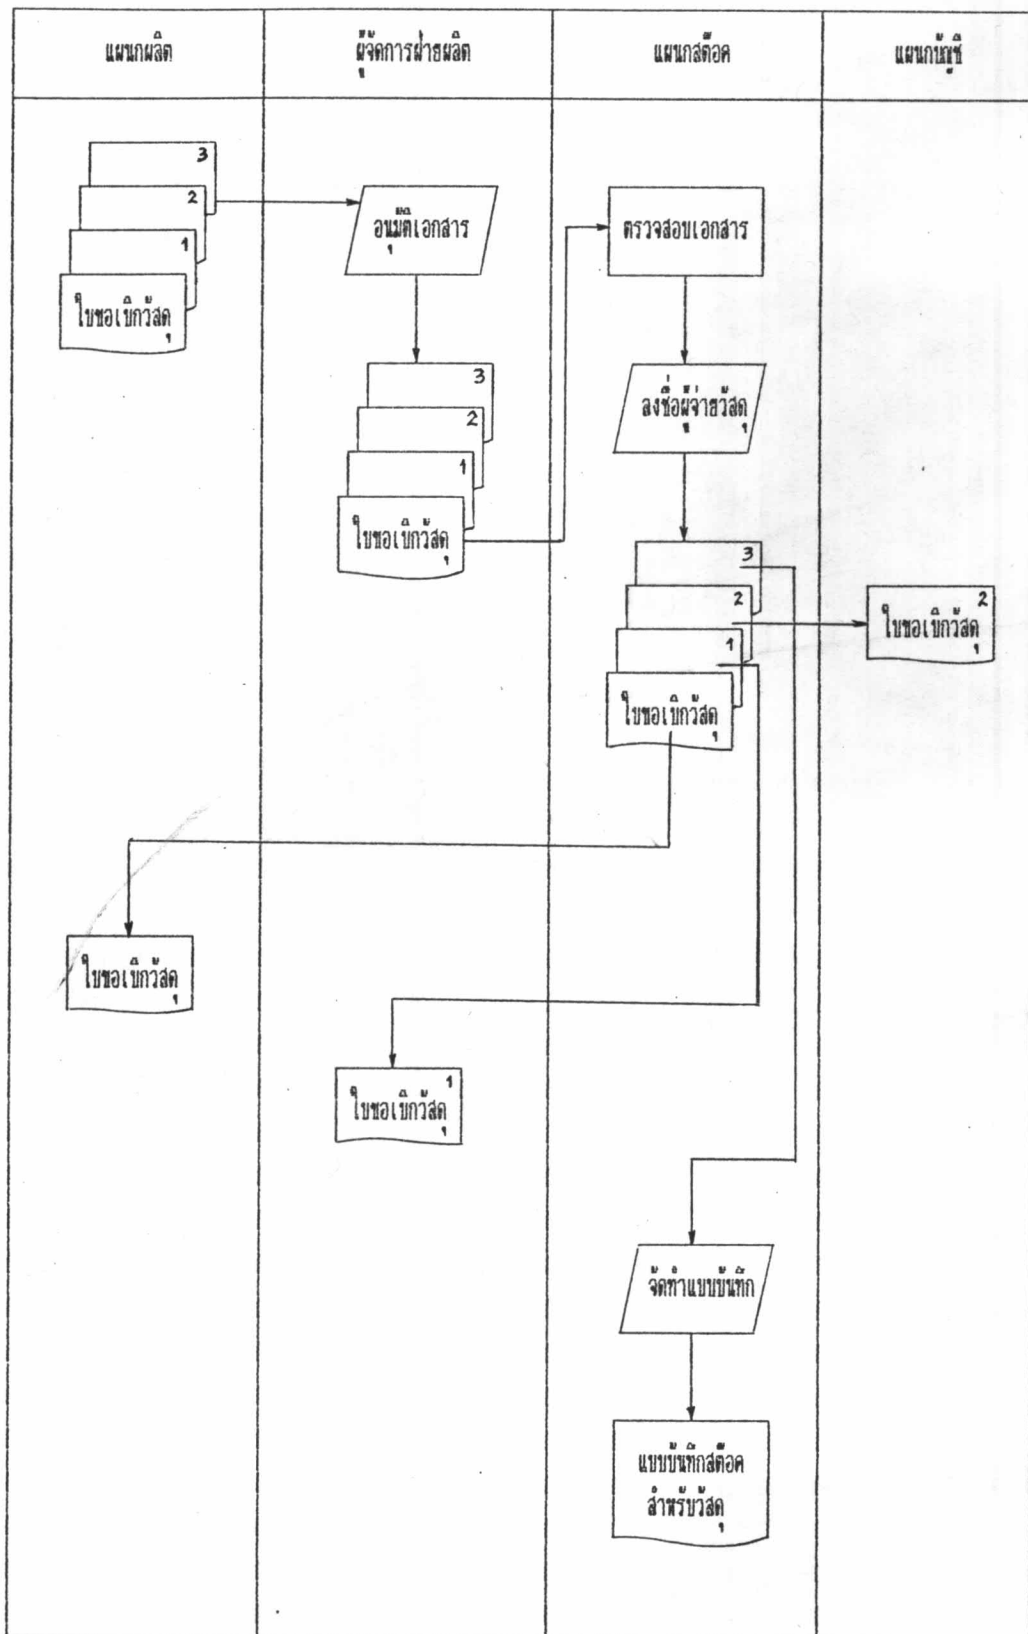 แผนกผลิต
ผู้จัดการฝ่ายผลิต
แผนกสต๊อค
แผนกบัญชี
3
2
1
ใบขอเบิกวัสดุ
อนุมัติเอกสาร
3
2
1
ใบขอเบิกวัสดุ
ตรวจสอบเอกสาร
ลงชื่อผู้จ่ายวัสดุ
3
2
1
ใบขอเบิกวัสดุ
2
ใบขอเบิกวัสดุ
ใบขอเบิกวัสดุ
1
ใบขอเบิกวัสดุ
จัดทำแบบบันทึก
แบบบันทึกสต๊อค
สำหรับวัสดุ